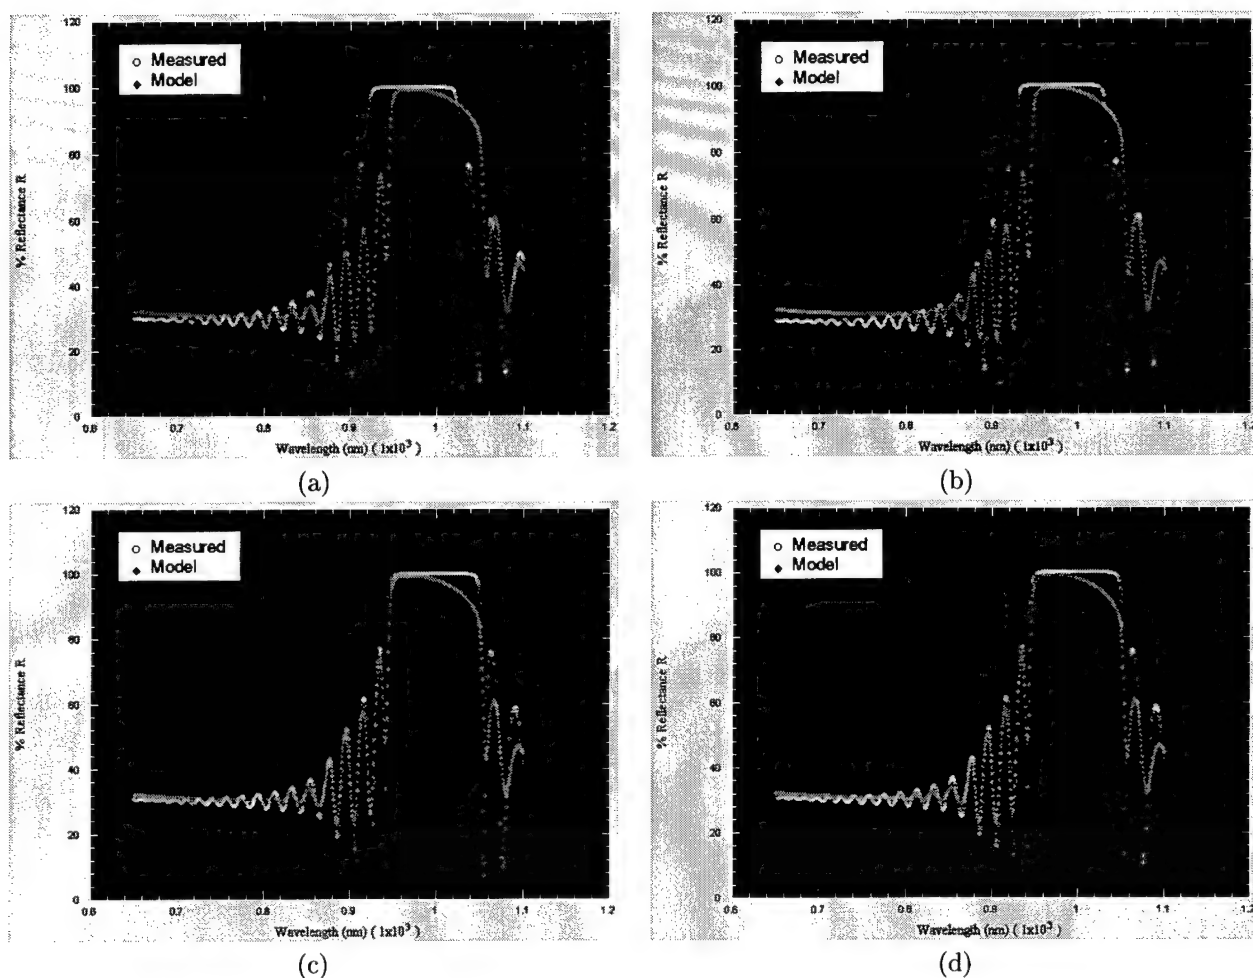 120
100
80
60
40
20
0
% Reflectance R
Measured
Model
0.6 0.7 0.8 0.9 1 1.1 1.2
Wavelength (nm) ( 1x10³ )
(a)
120
100
80
60
40
20
0
% Reflectance R
Measured
Model
0.6 0.7 0.8 0.9 1 1.1 1.2
Wavelength (nm) ( 1x10³ )
(b)
120
100
80
60
40
20
0
% Reflectance R
Measured
Model
0.6 0.7 0.8 0.9 1 1.1 1.2
Wavelength (nm) ( 1x10³ )
(c)
120
100
80
60
40
20
0
% Reflectance R
Measured
Model
0.6 0.7 0.8 0.9 1 1.1 1.2
Wavelength (nm) ( 1x10³ )
(d)